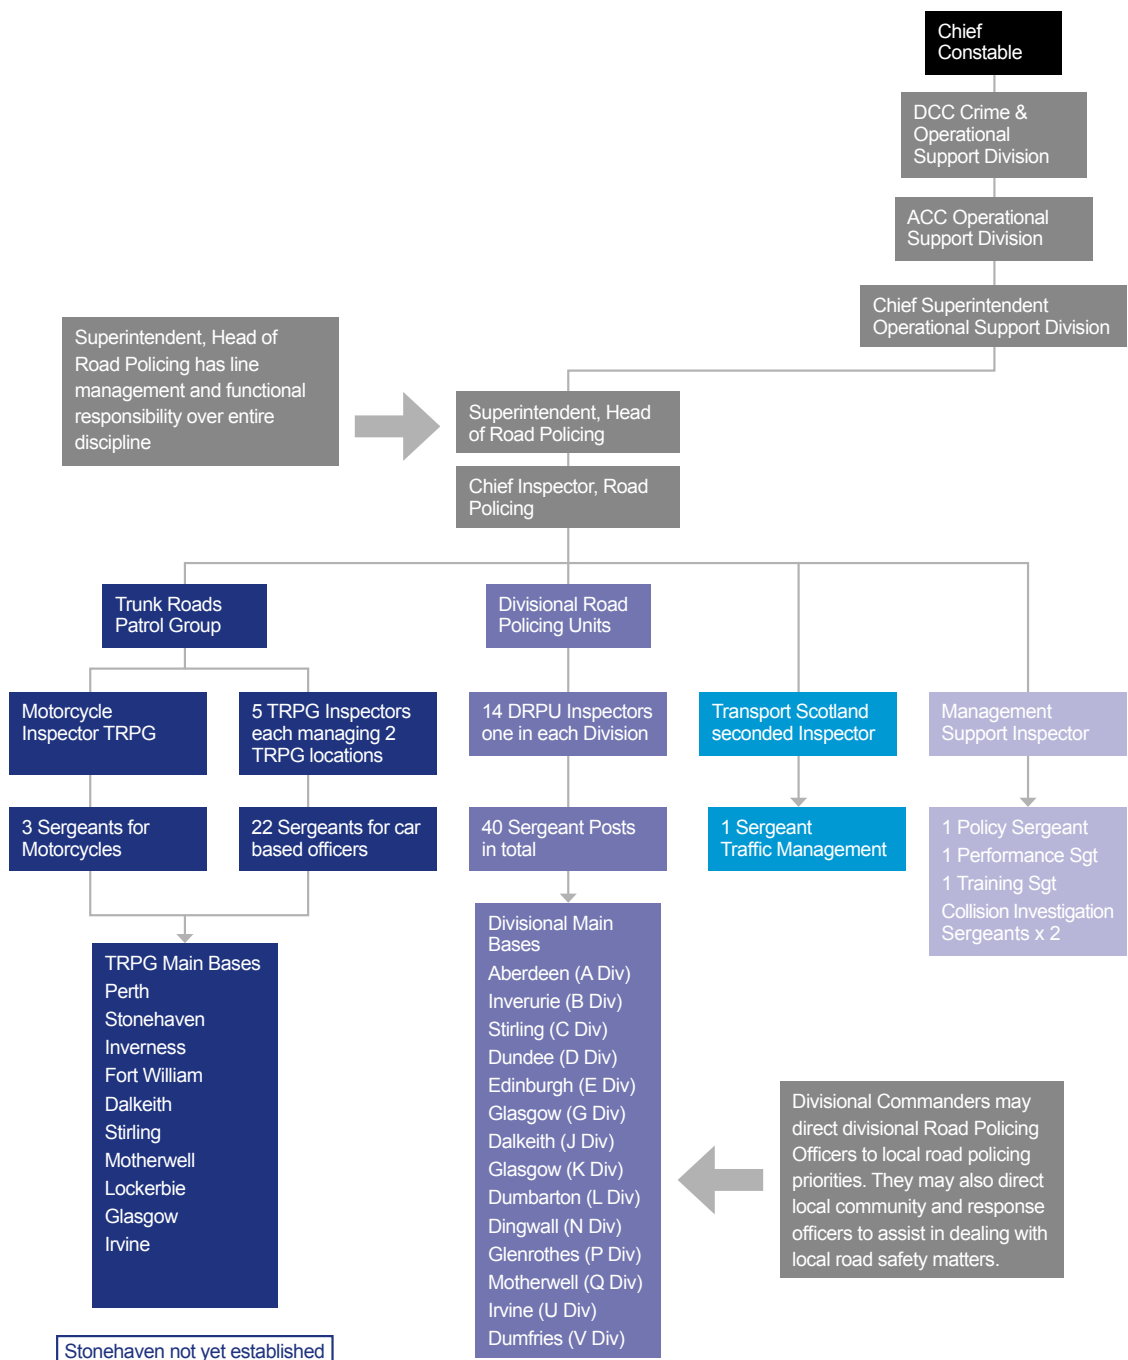 Chief
Constable
DCC Crime &
Operational
Support Division
ACC Operational
Support Division
Chief Superintendent
Operational Support Division
Superintendent, Head of
Road Policing has line
management and functional
responsibility over entire
discipline
Superintendent, Head
of Road Policing
Chief Inspector, Road
Policing
Trunk Roads
Patrol Group
Divisional Road
Policing Units
Motorcycle
Inspector TRPG
5 TRPG Inspectors
each managing 2
TRPG locations
14 DRPU Inspectors
one in each Division
Transport Scotland
seconded Inspector
Management
Support Inspector
3 Sergeants for
Motorcycles
22 Sergeants for car
based officers
40 Sergeant Posts
in total
1 Sergeant
Traffic Management
1 Policy Sergeant
1 Performance Sgt
1 Training Sgt
Collision Investigation
Sergeants x 2
TRPG Main Bases
Perth
Stonehaven
Inverness
Fort William
Dalkeith
Stirling
Motherwell
Lockerbie
Glasgow
Irvine
Divisional Main
Bases
Aberdeen (A Div)
Inverurie (B Div)
Stirling (C Div)
Dundee (D Div)
Edinburgh (E Div)
Glasgow (G Div)
Dalkeith (J Div)
Glasgow (K Div)
Dumbarton (L Div)
Dingwall (N Div)
Glenrothes (P Div)
Motherwell (Q Div)
Irvine (U Div)
Dumfries (V Div)
Divisional Commanders may
direct divisional Road Policing
Officers to local road policing
priorities. They may also direct
local community and response
officers to assist in dealing with
local road safety matters.
Stonehaven not yet established